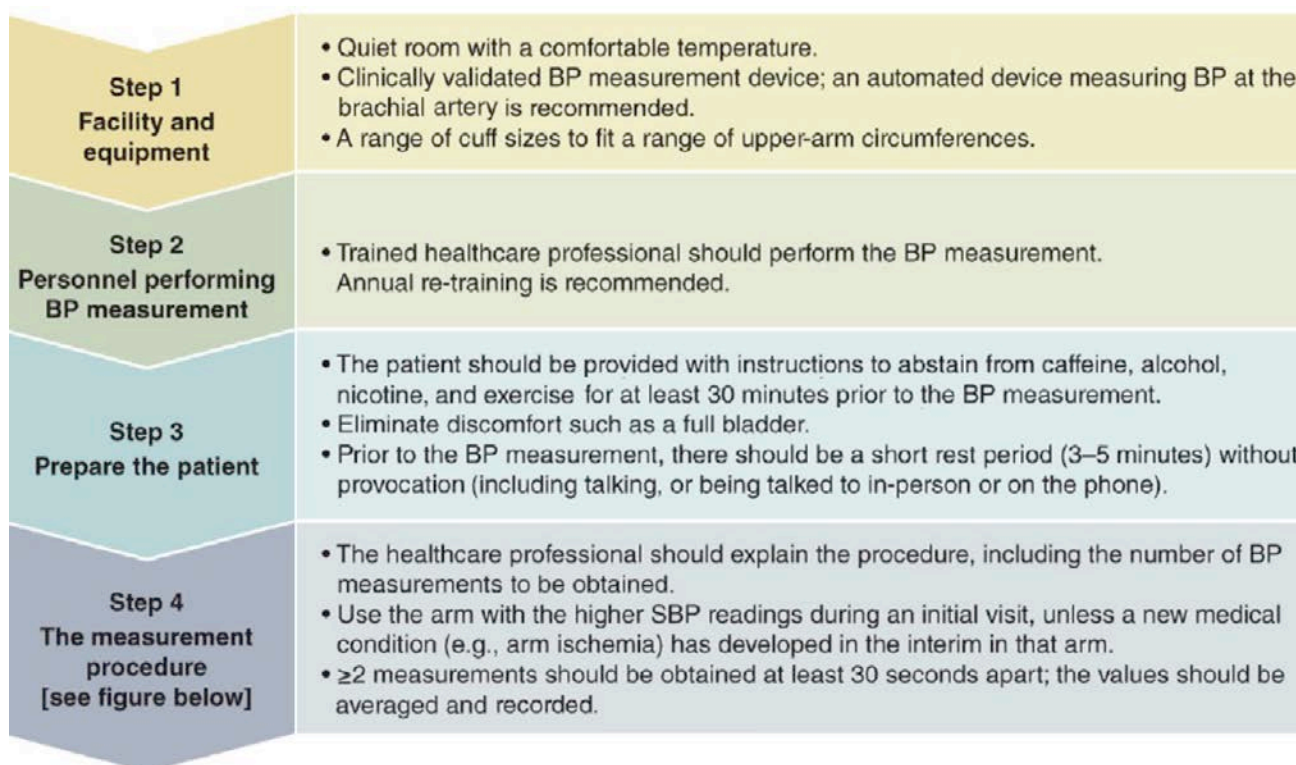 Step 1
Facility and
equipment
• Quiet room with a comfortable temperature.
• Clinically validated BP measurement device; an automated device measuring BP at the
brachial artery is recommended.
• A range of cuff sizes to fit a range of upper-arm circumferences.
Step 2
Personnel performing
BP measurement
• Trained healthcare professional should perform the BP measurement.
Annual re-training is recommended.
Step 3
Prepare the patient
• The patient should be provided with instructions to abstain from caffeine, alcohol,
nicotine, and exercise for at least 30 minutes prior to the BP measurement.
• Eliminate discomfort such as a full bladder.
• Prior to the BP measurement, there should be a short rest period (3–5 minutes) without
provocation (including talking, or being talked to in-person or on the phone).
Step 4
The measurement
procedure
[see figure below]
• The healthcare professional should explain the procedure, including the number of BP
measurements to be obtained.
• Use the arm with the higher SBP readings during an initial visit, unless a new medical
condition (e.g., arm ischemia) has developed in the interim in that arm.
• ≥2 measurements should be obtained at least 30 seconds apart; the values should be
averaged and recorded.